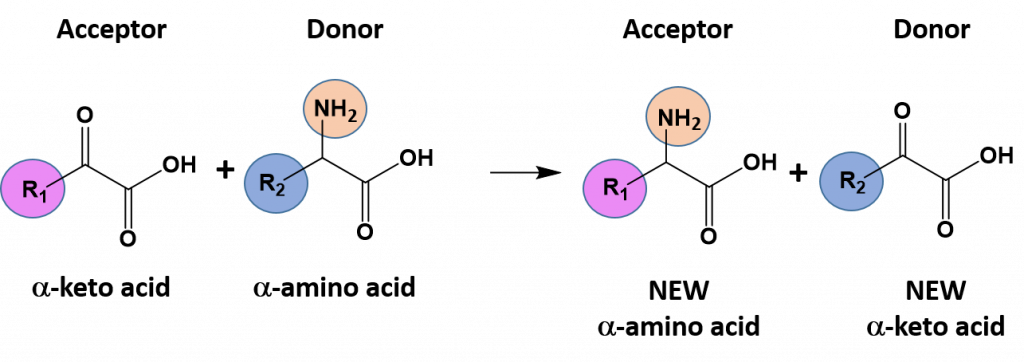 Acceptor Donor Acceptor Donor
O NH₂ NH₂ O
R₁ OH + R₂ OH R₁ OH + R₂ OH
O O O O
α-keto acid α-amino acid NEW NEW
α-amino acid α-keto acid